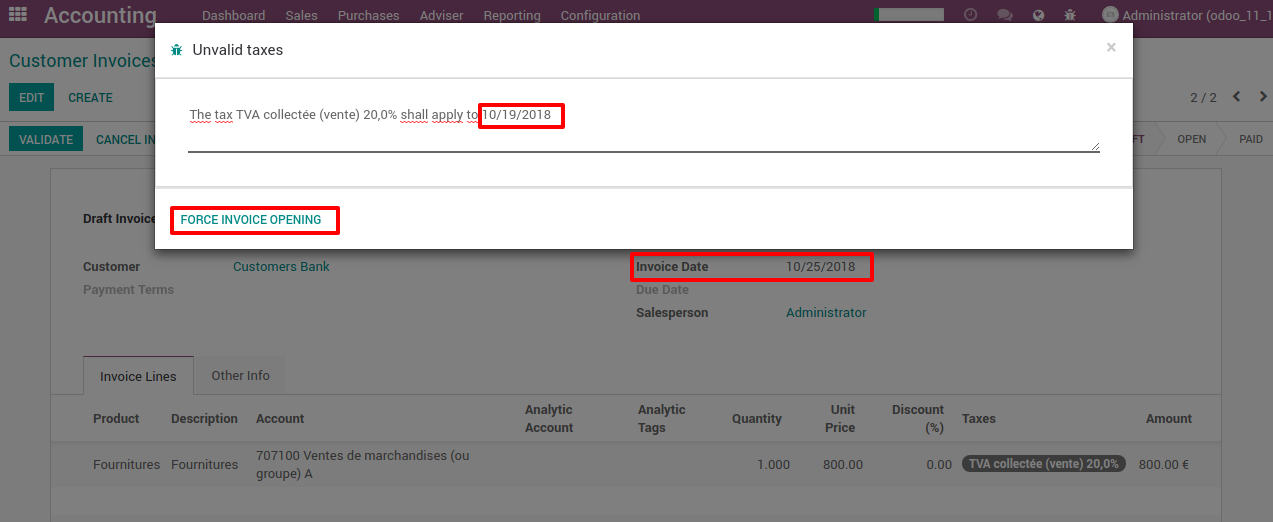 Accounting Dashboard Sales Purchases Adviser Reporting Configuration Administrator (odoo_11_1
Unvalid taxes ×
Customer Invoices
EDIT CREATE 2 / 2
The tax TVA collectée (vente) 20,0% shall apply to 10/19/2018
VALIDATE CANCEL IN FT OPEN PAID
FORCE INVOICE OPENING
Draft Invoice
Customer Customers Bank Invoice Date 10/25/2018
Payment Terms Due Date
Salesperson Administrator
Invoice Lines Other Info
Product Description Account Analytic Account Analytic Tags Quantity Unit Price Discount (%) Taxes Amount
Fournitures Fournitures 707100 Ventes de marchandises (ou groupe) A 1.000 800.00 0.00 TVA collectée (vente) 20,0% 800.00 €